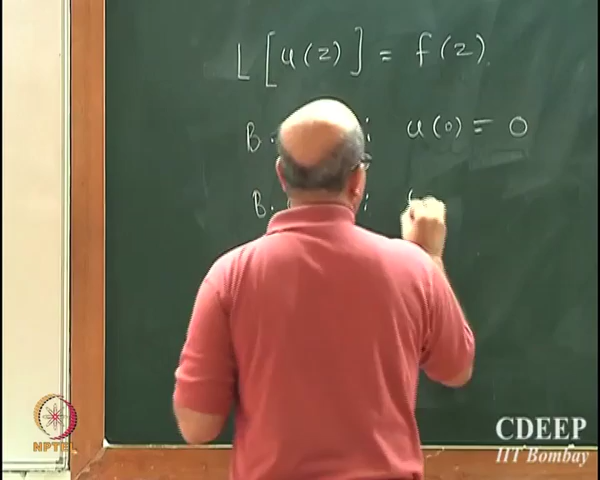 L[u(z)] = f(z)
B. : u(0) = 0
B. :
NPTEL
CDEEP
IIT Bombay